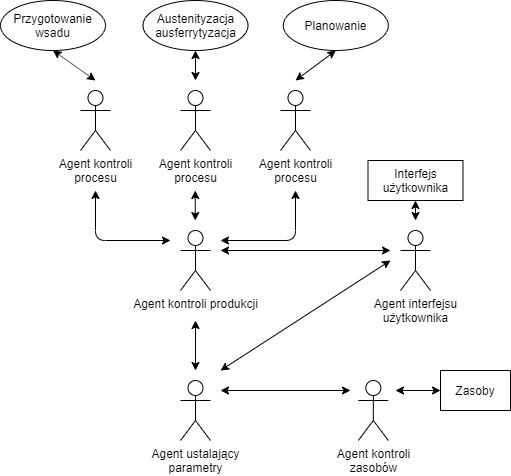 Przygotowanie
wsadu
Austenityzacja
ausferrytyzacja
Planowanie
Agent kontroli
procesu
Agent kontroli
procesu
Agent kontroli
procesu
Interfejs
użytkownika
Agent kontroli produkcji
Agent interfejsu
użytkownika
Agent ustalający
parametry
Agent kontroli
zasobów
Zasoby